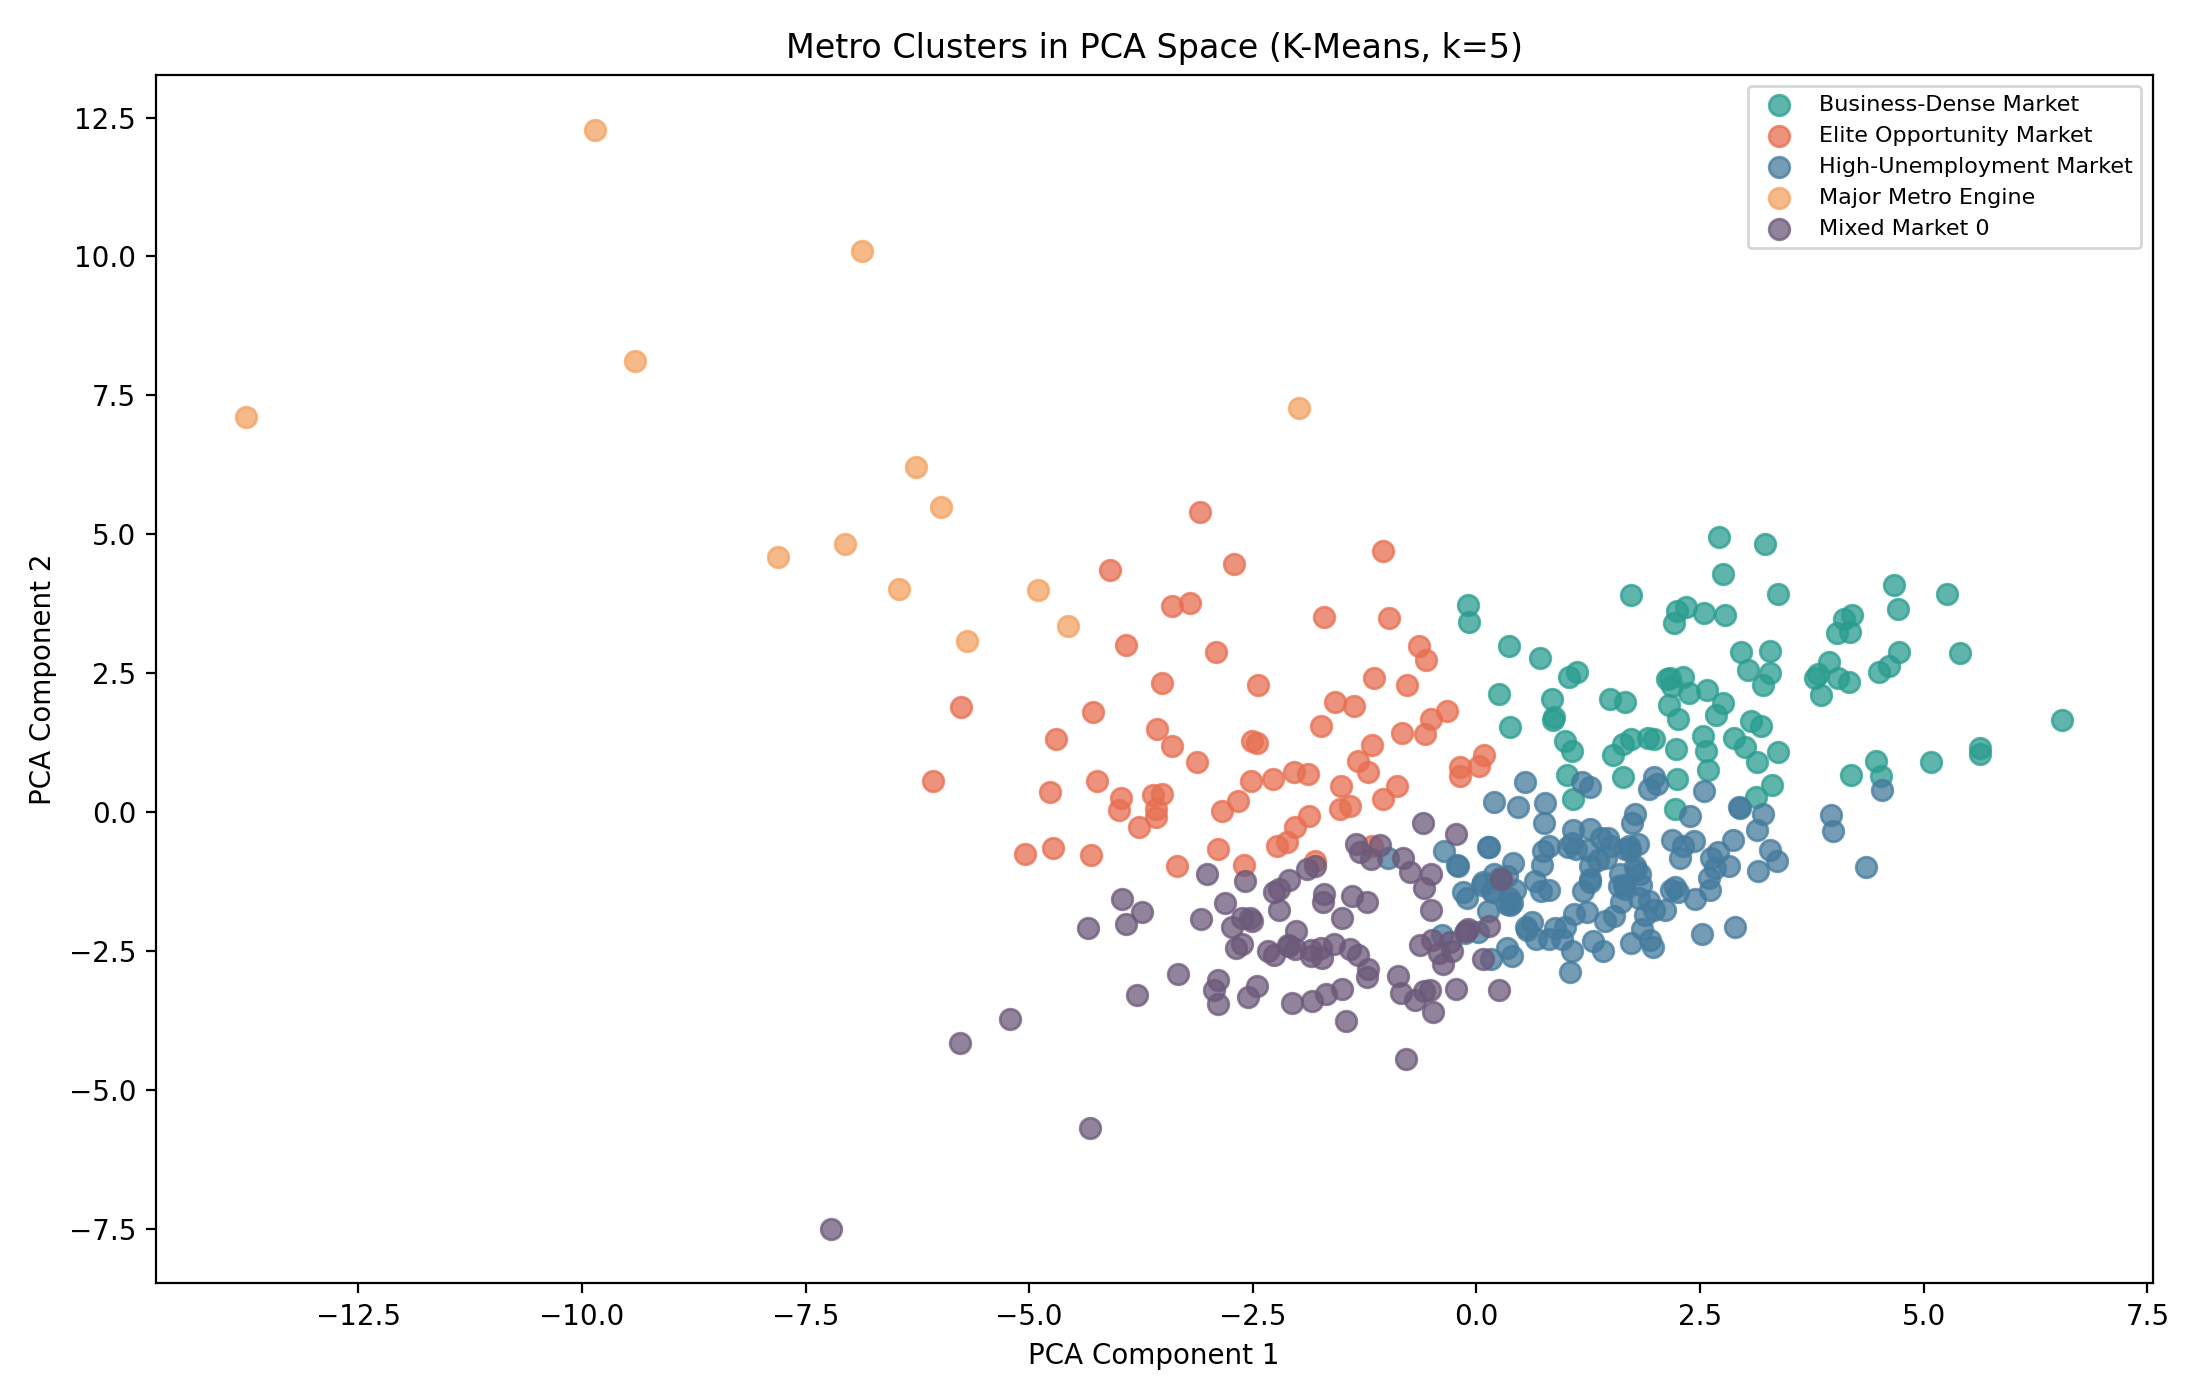 Metro Clusters in PCA Space (K-Means, k=5)
Business-Dense Market
Elite Opportunity Market
High-Unemployment Market
Major Metro Engine
Mixed Market 0
12.5
10.0
7.5
5.0
2.5
0.0
−2.5
−5.0
−7.5
PCA Component 2
−12.5
−10.0
−7.5
−5.0
−2.5
0.0
2.5
5.0
7.5
PCA Component 1